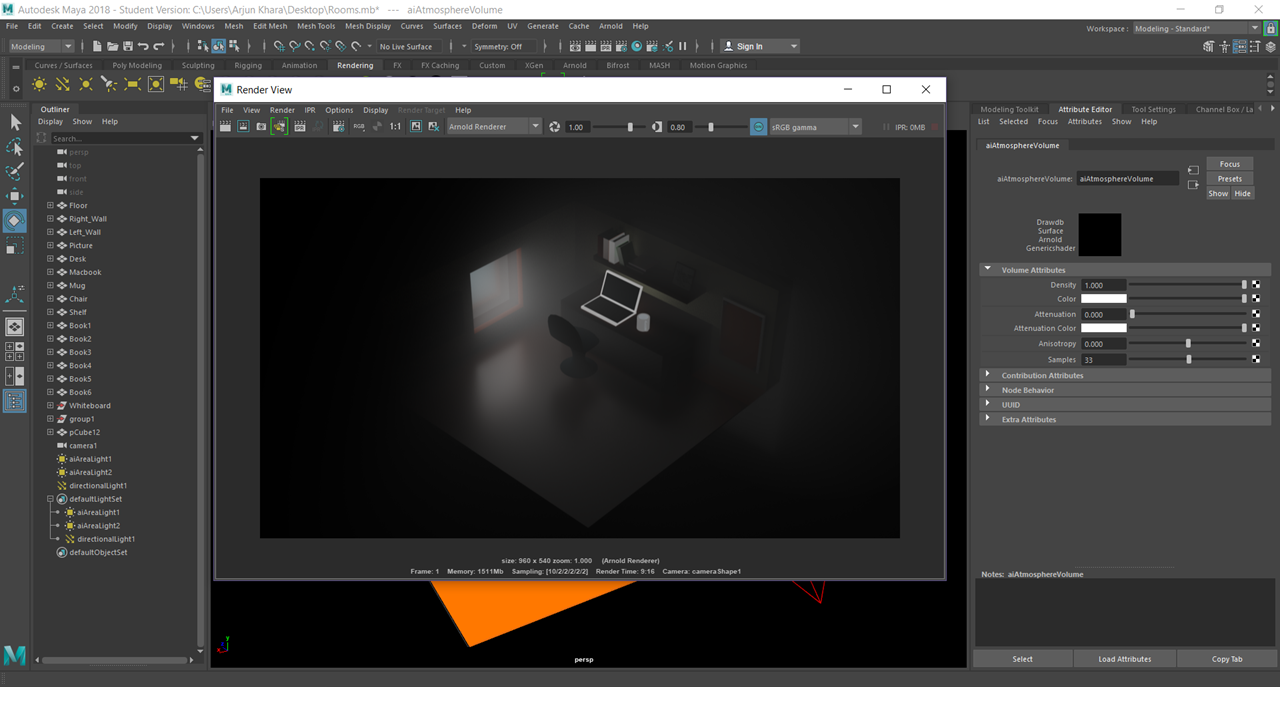 Autodesk Maya 2018 - Student Version: C:\Users\Arjun Khara\Desktop\Rooms.mb* --- aiAtmosphereVolume
File Edit Create Select Modify Display Windows Mesh Edit Mesh Mesh Tools Mesh Display Curves Surfaces Deform UV Generate Cache Arnold Help
Workspace : Modeling - Standard*
Modeling No Live Surface Symmetry: Off Sign In
Curves / Surfaces Poly Modeling Sculpting Rigging Animation Rendering FX FX Caching Custom XGen Arnold Bifrost MASH Motion Graphics
Render View
File View Render IPR Options Display Render Target Help
RGB 1:1 Arnold Renderer 1.00 0.80 sRGB gamma IPR: 0MB
size: 960 x 540 zoom: 1.000 (Arnold Renderer)
Frame: 1 Memory: 1511Mb Sampling: [10/2/2/2/2/2] Render Time: 9:16 Camera: cameraShape1
persp
y
Outliner
Display Show Help
Search...
persp
top
front
side
Floor
Right_Wall
Left_Wall
Picture
Desk
Macbook
Mug
Chair
Shelf
Book1
Book2
Book3
Book4
Book5
Book6
Whiteboard
group1
pCube12
camera1
aiAreaLight1
aiAreaLight2
directionalLight1
defaultLightSet
aiAreaLight1
aiAreaLight2
directionalLight1
defaultObjectSet
Modeling Toolkit Attribute Editor Tool Settings Channel Box / La
List Selected Focus Attributes Show Help
aiAtmosphereVolume
aiAtmosphereVolume: aiAtmosphereVolume
Focus
Presets
Show Hide
Drawdb
Surface
Arnold
Genericshader
Volume Attributes
Density 1.000
Color
Attenuation 0.000
Attenuation Color
Anisotropy 0.000
Samples 33
Contribution Attributes
Node Behavior
UUID
Extra Attributes
Notes: aiAtmosphereVolume
Select Load Attributes Copy Tab